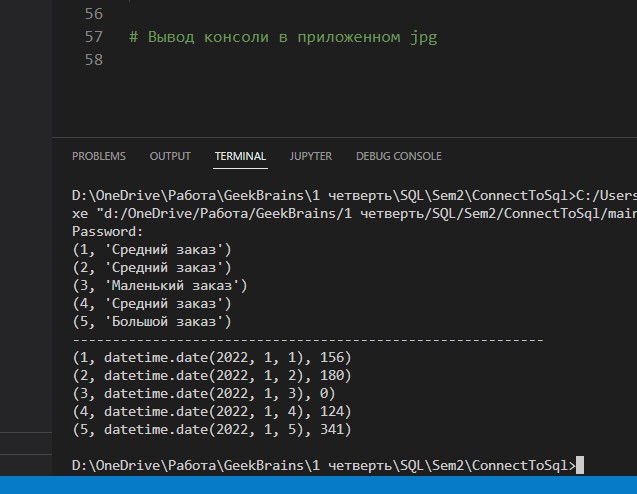 56
57 # Вывод консоли в приложенном jpg
58
PROBLEMS OUTPUT TERMINAL JUPYTER DEBUG CONSOLE
D:\OneDrive\Работа\GeekBrains\1 четверть\SQL\Sem2\ConnectToSql>C:/Users
xe "d:/OneDrive/Работа/GeekBrains/1 четверть/SQL/Sem2/ConnectToSql/main
Password:
(1, 'Средний заказ')
(2, 'Средний заказ')
(3, 'Маленький заказ')
(4, 'Средний заказ')
(5, 'Большой заказ')
----------------------------------------------------------
(1, datetime.date(2022, 1, 1), 156)
(2, datetime.date(2022, 1, 2), 180)
(3, datetime.date(2022, 1, 3), 0)
(4, datetime.date(2022, 1, 4), 124)
(5, datetime.date(2022, 1, 5), 341)
D:\OneDrive\Работа\GeekBrains\1 четверть\SQL\Sem2\ConnectToSql>